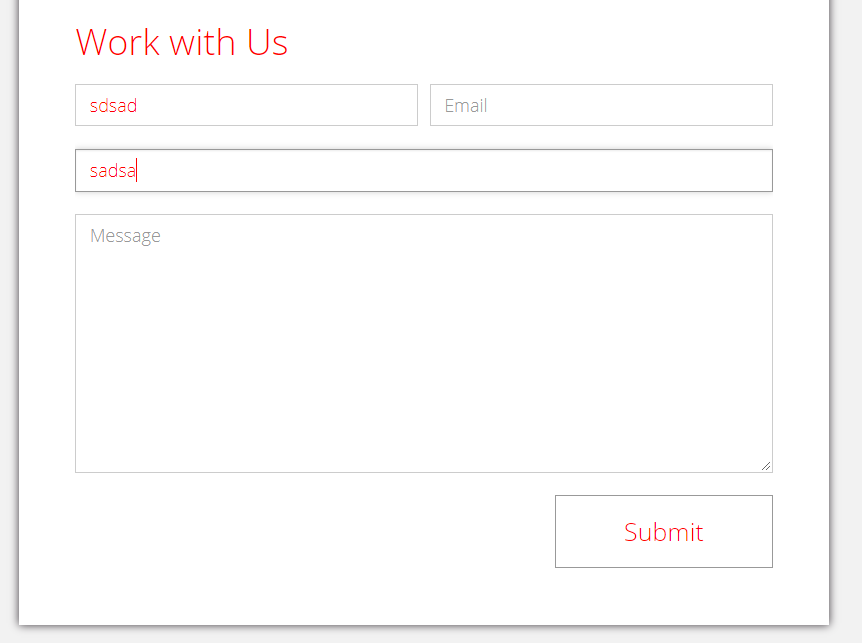 Work with Us
sdsad
Email
sadsa
Message
Submit